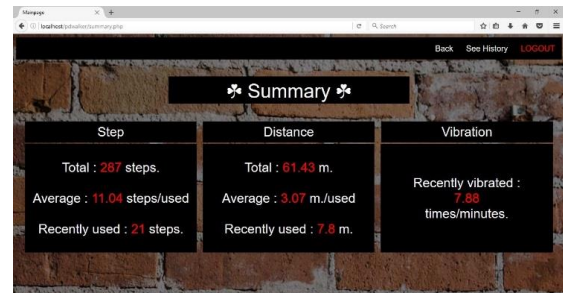 Mainpage
localhost/pdwalker/summary.php
Search
Back See History LOGOUT
☘ Summary ☘
Step
Total : 287 steps.
Average : 11.04 steps/used
Recently used : 21 steps.
Distance
Total : 61.43 m.
Average : 3.07 m./used
Recently used : 7.8 m.
Vibration
Recently vibrated :
7.88
times/minutes.